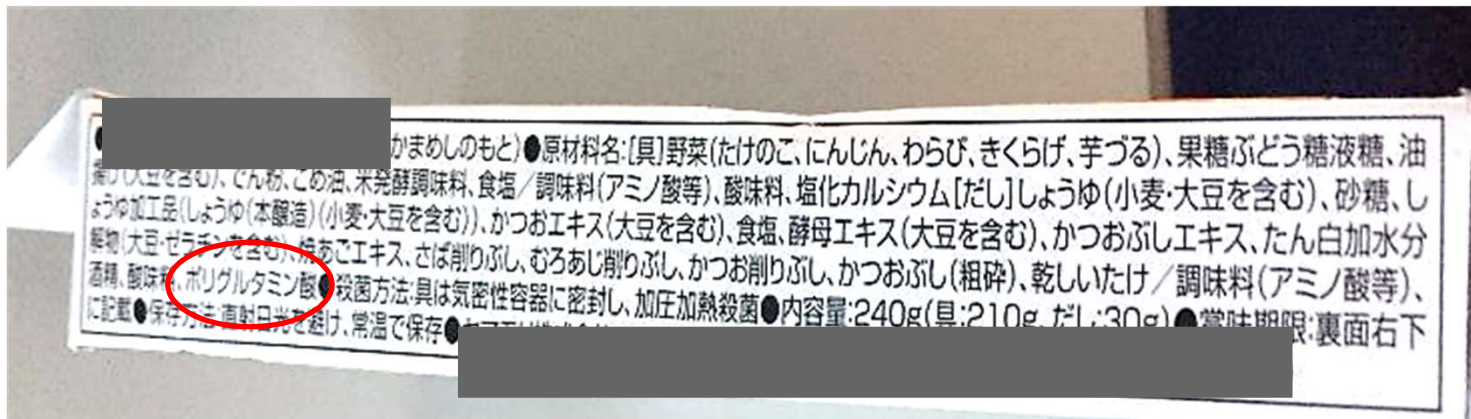 かまめしのもと)●原材料名:[具]野菜(たけのこ、にんじん、わらび、きくらげ、芋づる)、果糖ぶどう糖液糖、油
揚げ(大豆を含む)、でん粉、こめ油、米発酵調味料、食塩/調味料(アミノ酸等)、酸味料、塩化カルシウム[だし]しょうゆ(小麦・大豆を含む)、砂糖、し
ょうゆ加工品(しょうゆ(本醸造)(小麦・大豆を含む))、かつおエキス(大豆を含む)、食塩、酵母エキス(大豆を含む)、かつおぶしエキス、たん白加水分
解物(大豆・ゼラチンを含む)、焼あごエキス、さば削りぶし、むろあじ削りぶし、かつお削りぶし、かつおぶし(粗砕)、乾しいたけ/調味料(アミノ酸等)、
酒精、酸味料、ポリグルタミン酸●殺菌方法:具は気密性容器に密封し、加圧加熱殺菌●内容量:240g(具:210g、だし:30g)●賞味期限:裏面右下
に記載●保存方法:直射日光を避け、常温で保存●